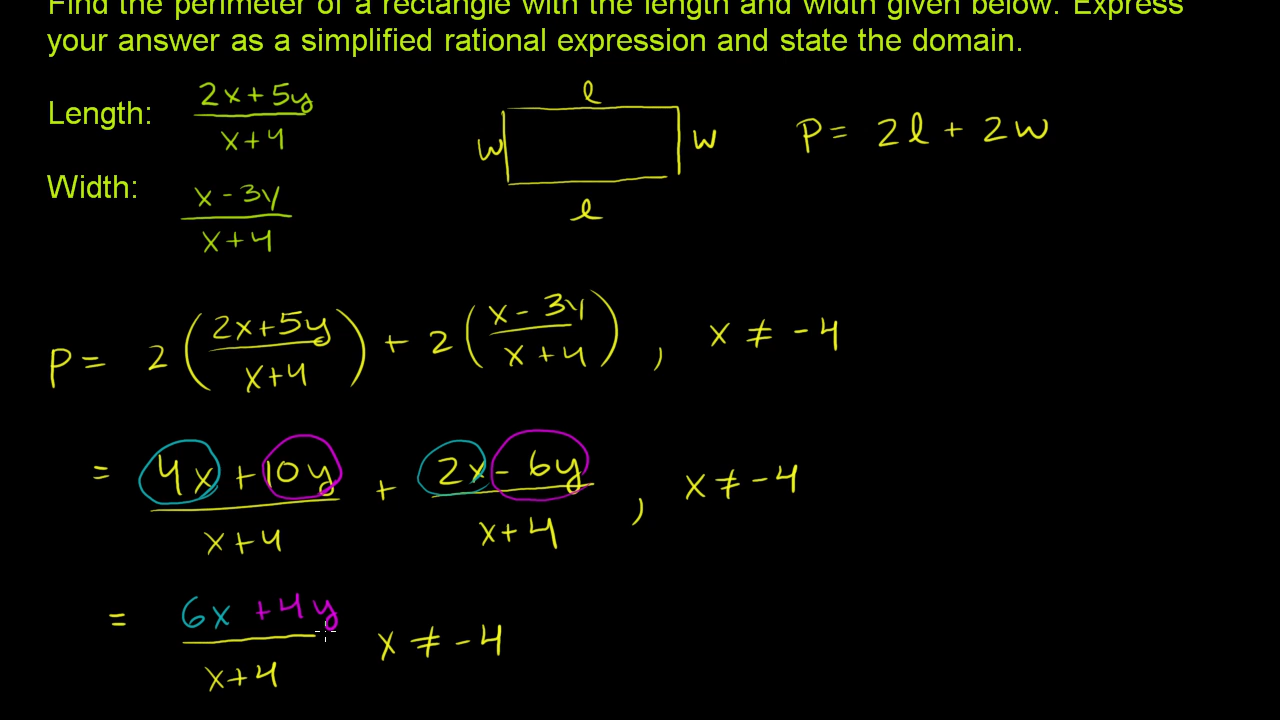 Find the perimeter of a rectangle with the length and width given below. Express
your answer as a simplified rational expression and state the domain.
Length: (2x+5y)/(x+4)
Width: (x-3y)/(x+4)
l
w w
l
P = 2l + 2w
P = 2((2x+5y)/(x+4)) + 2((x-3y)/(x+4)), x ≠ -4
= (4x+10y)/(x+4) + (2x-6y)/(x+4), x ≠ -4
= (6x+4y)/(x+4) x ≠ -4